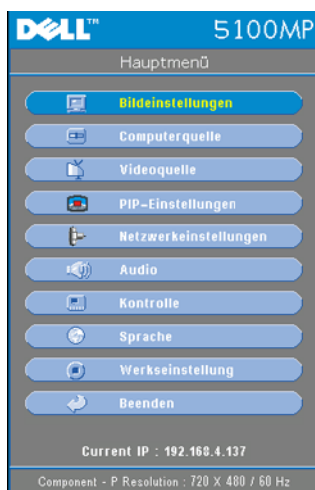 DELL™ 5100MP
Hauptmenü
Bildeinstellungen
Computerquelle
Videoquelle
PIP-Einstellungen
Netzwerkeinstellungen
Audio
Kontrolle
Sprache
Werkseinstellung
Beenden
Current IP : 192.168.4.137
Component - P Resolution : 720 X 480 / 60 Hz